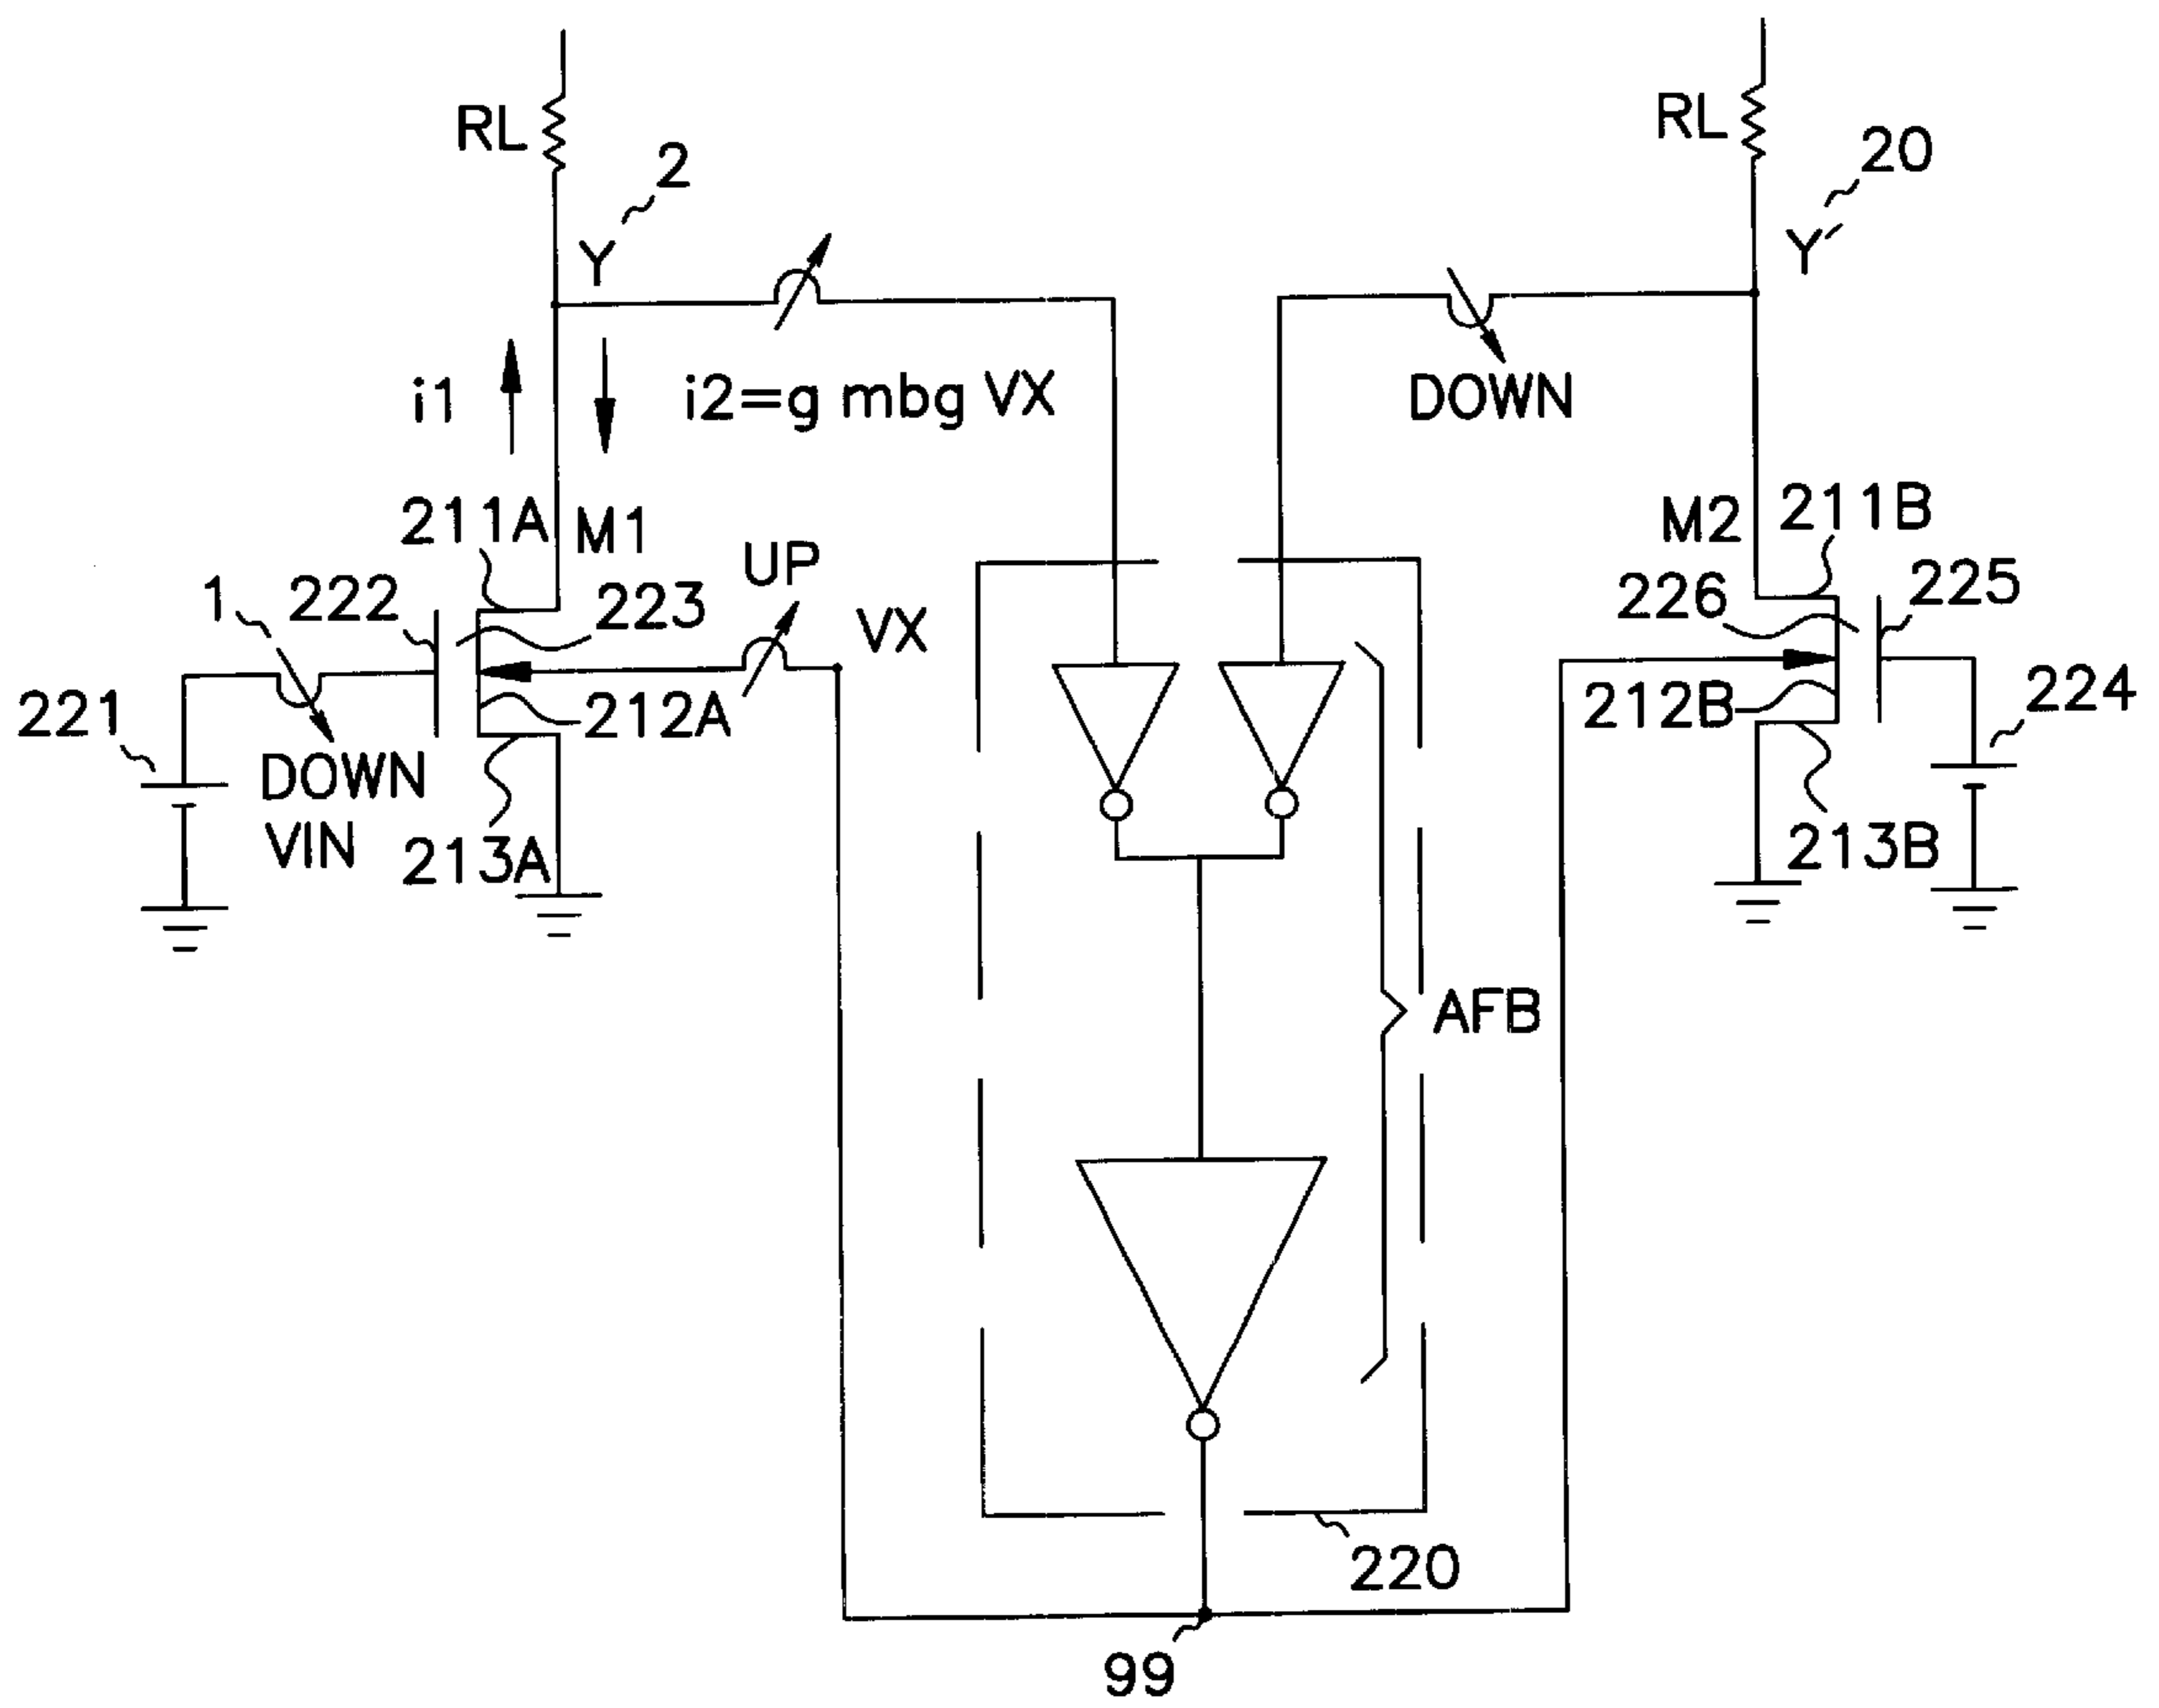 RL
RL
2
20
Y
Y′
i1
i2=g mbg VX
DOWN
211A
M1
M2
211B
UP
1
222
223
VX
226
225
221
212A
212B
224
DOWN
VIN
213A
213B
AFB
220
99